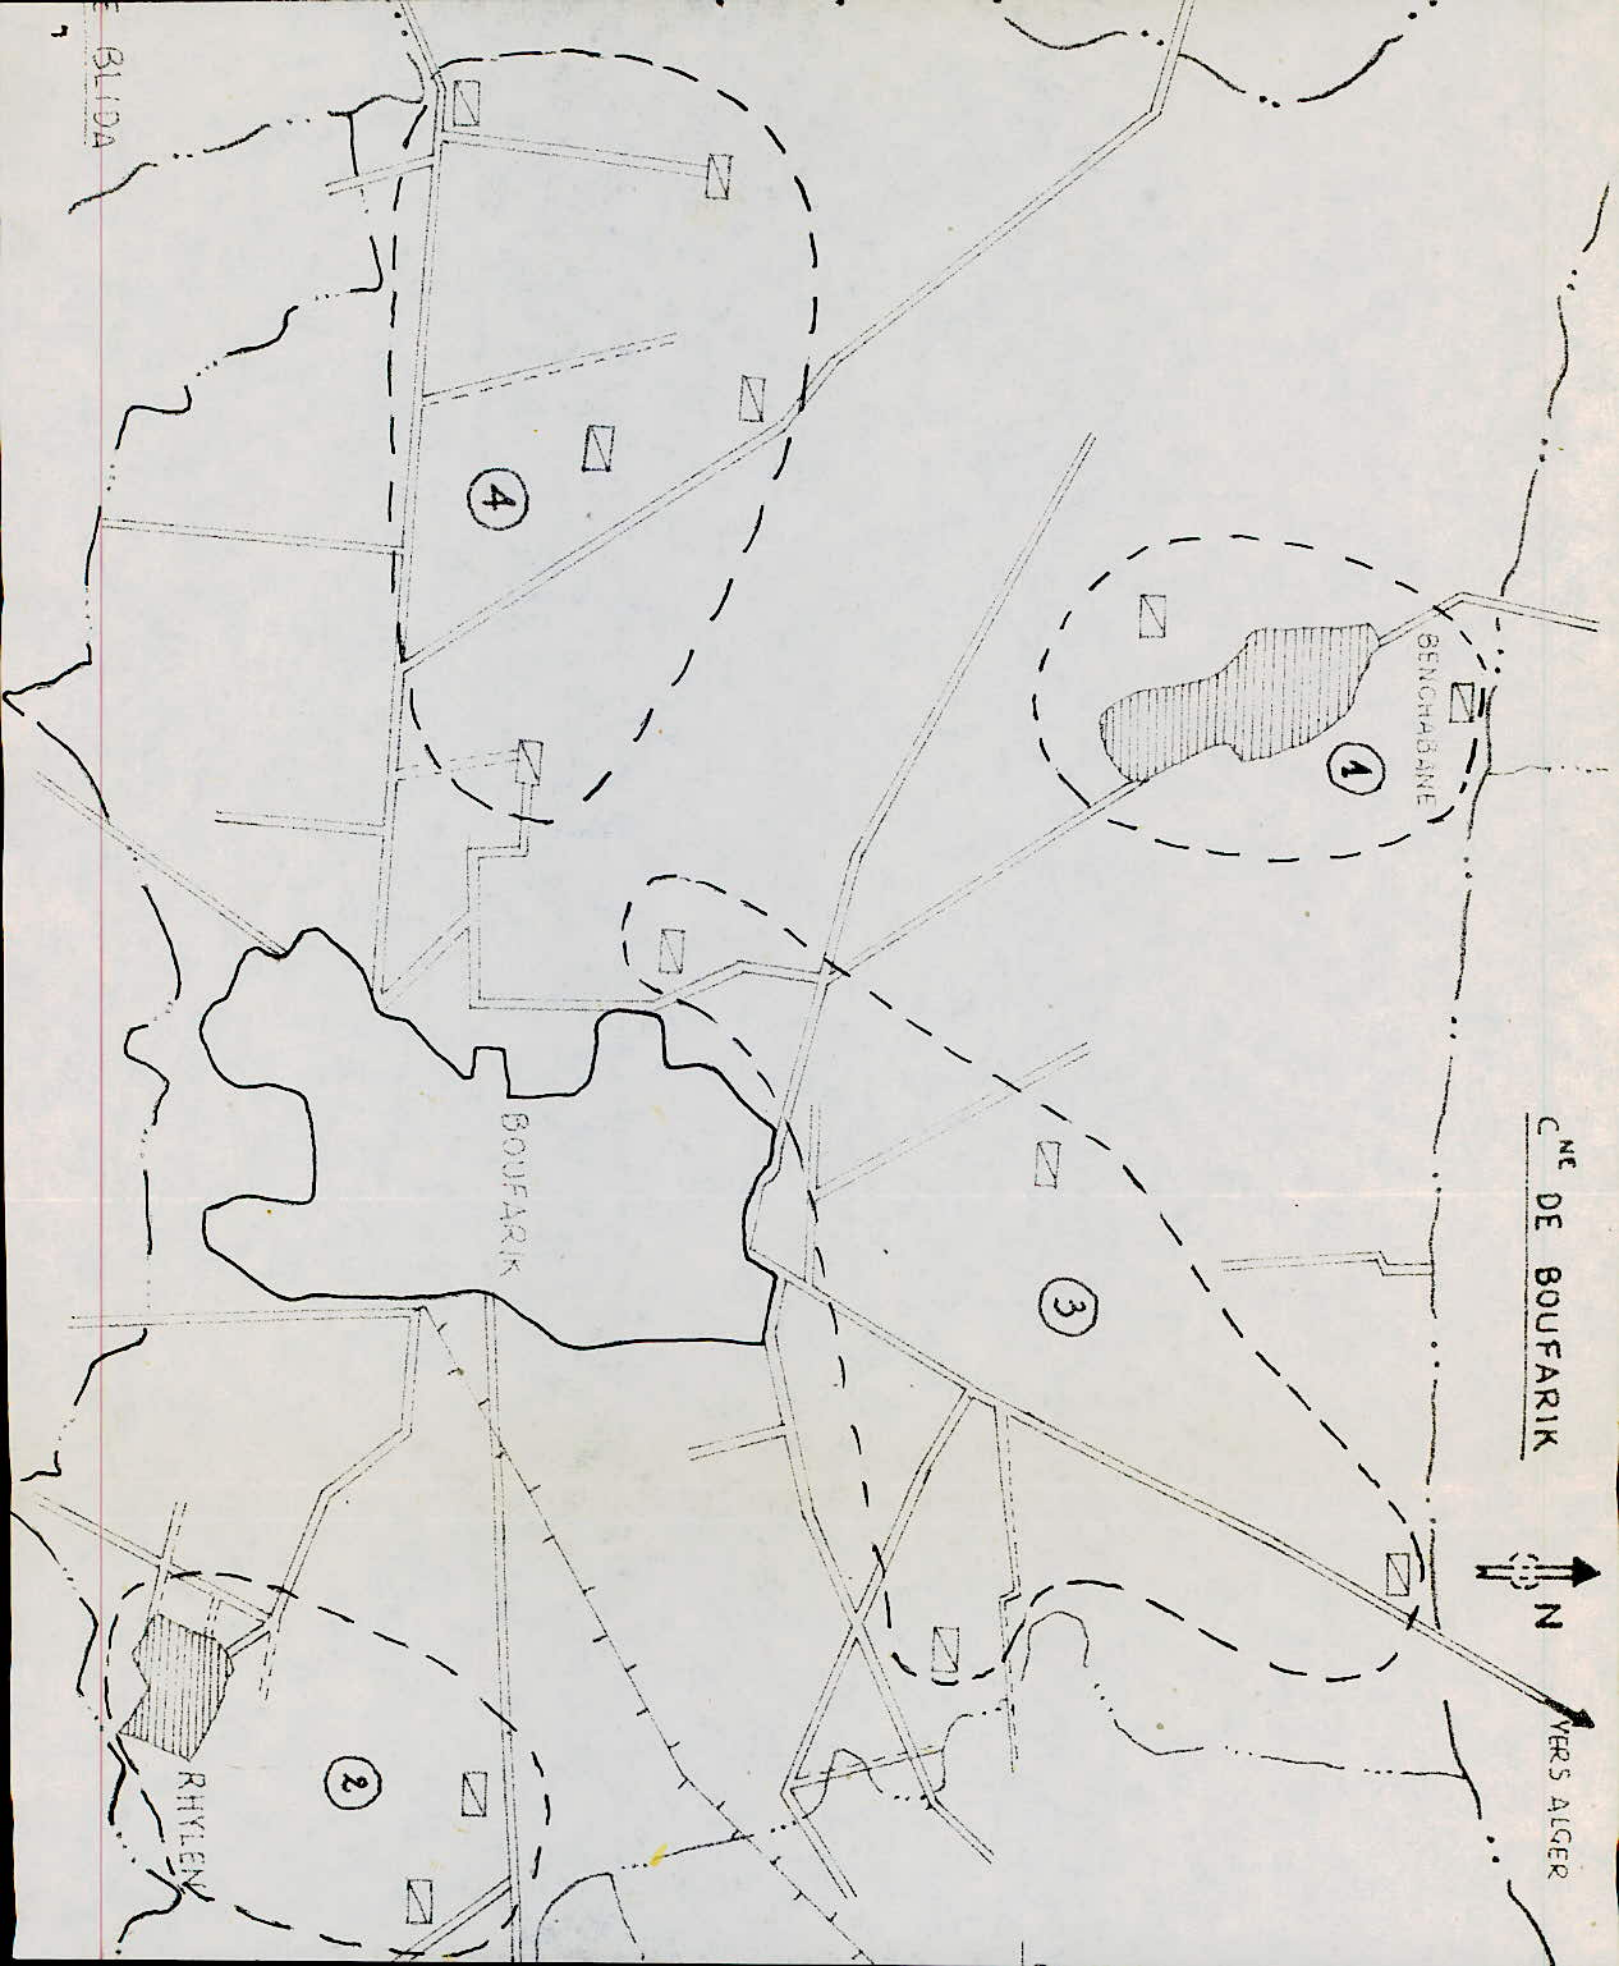 CNE DE BOUFARIK
N
VERS ALGER
BENCHABANE
1
3
BOUFARIK
4
2
RHYLEN
BLIDA